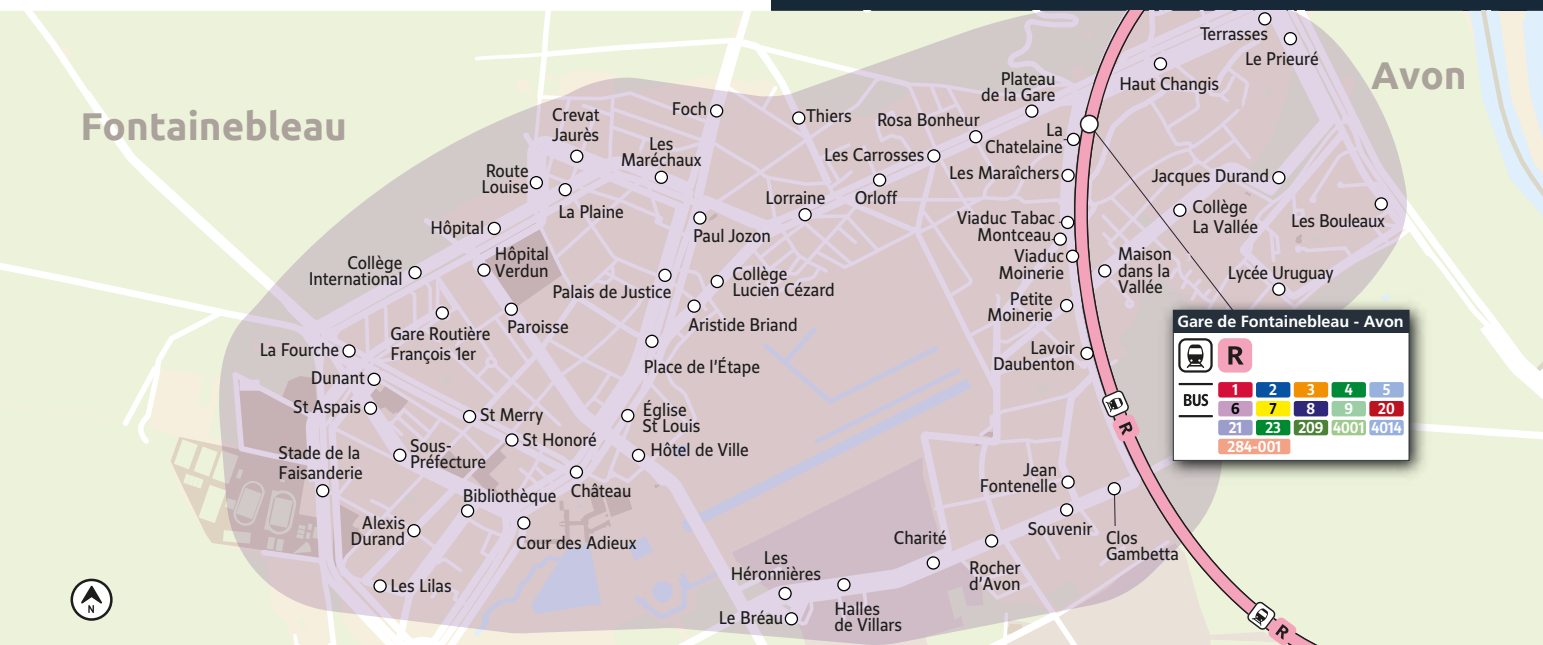 Fontainebleau
Avon
Terrasses
Le Prieuré
Haut Changis
Plateau
de la Gare
Foch
Thiers
Rosa Bonheur
La
Chatelaine
Crevat
Jaurès
Les
Maréchaux
Les Carrosses
Route
Louise
La Plaine
Les Maraîchers
Jacques Durand
Orloff
Lorraine
Collège
La Vallée
Les Bouleaux
Viaduc Tabac
Montceau
Viaduc
Moinerie
Hôpital
Paul Jozon
Hôpital
Verdun
Collège
International
Maison
dans la
Vallée
Lycée Uruguay
Palais de Justice
Collège
Lucien Cézard
Petite
Moinerie
Gare Routière
François 1er
Paroisse
Aristide Briand
La Fourche
Place de l'Étape
Lavoir
Daubenton
Gare de Fontainebleau - Avon
R
BUS
1 2 3 4 5
6 7 8 9 20
21 23 209 4001 4014
284-001
Dunant
St Aspais
St Merry
Église
St Louis
R
St Honoré
Hôtel de Ville
Sous-
Préfecture
Stade de la
Faisanderie
Château
Bibliothèque
Jean
Fontenelle
Alexis
Durand
Cour des Adieux
Souvenir
Clos
Gambetta
Charité
Rocher
d'Avon
Les
Héronnières
Les Lilas
Halles
de Villars
Le Bréau
N
R